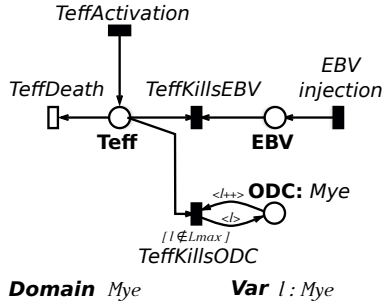 TeffActivation
TeffDeath TeffKillsEBV EBV injection
Teff EBV
<l++> ODC: Mye
<l>
[ l ∉ Lmax ]
TeffKillsODC
Domain Mye Var l : Mye